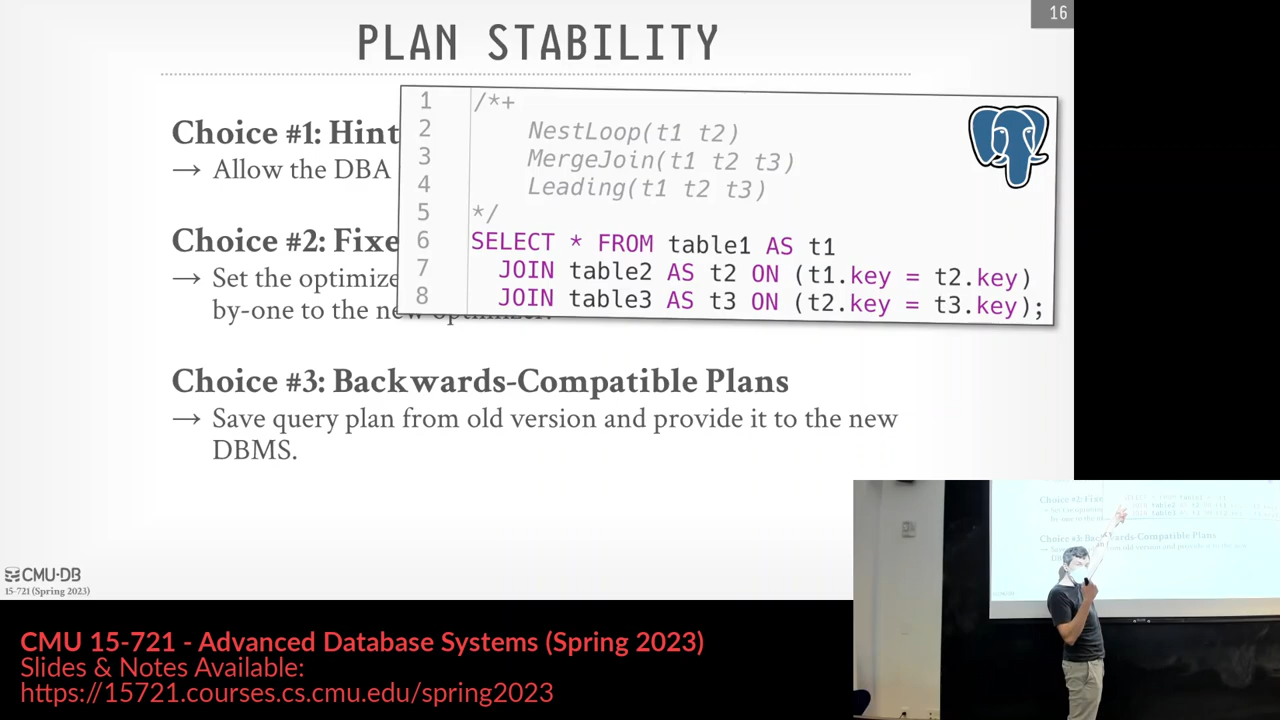 16
PLAN STABILITY
Choice #1: Hint
→ Allow the DBA
Choice #2: Fixe
→ Set the optimize
by-one to the new optimizer.
Choice #3: Backwards-Compatible Plans
→ Save query plan from old version and provide it to the new
DBMS.
1 /*+
2 NestLoop(t1 t2)
3 MergeJoin(t1 t2 t3)
4 Leading(t1 t2 t3)
5 */
6 SELECT * FROM table1 AS t1
7 JOIN table2 AS t2 ON (t1.key = t2.key)
8 JOIN table3 AS t3 ON (t2.key = t3.key);
CMU·DB
15-721 (Spring 2023)
CMU 15-721 - Advanced Database Systems (Spring 2023)
Slides & Notes Available:
https://15721.courses.cs.cmu.edu/spring2023